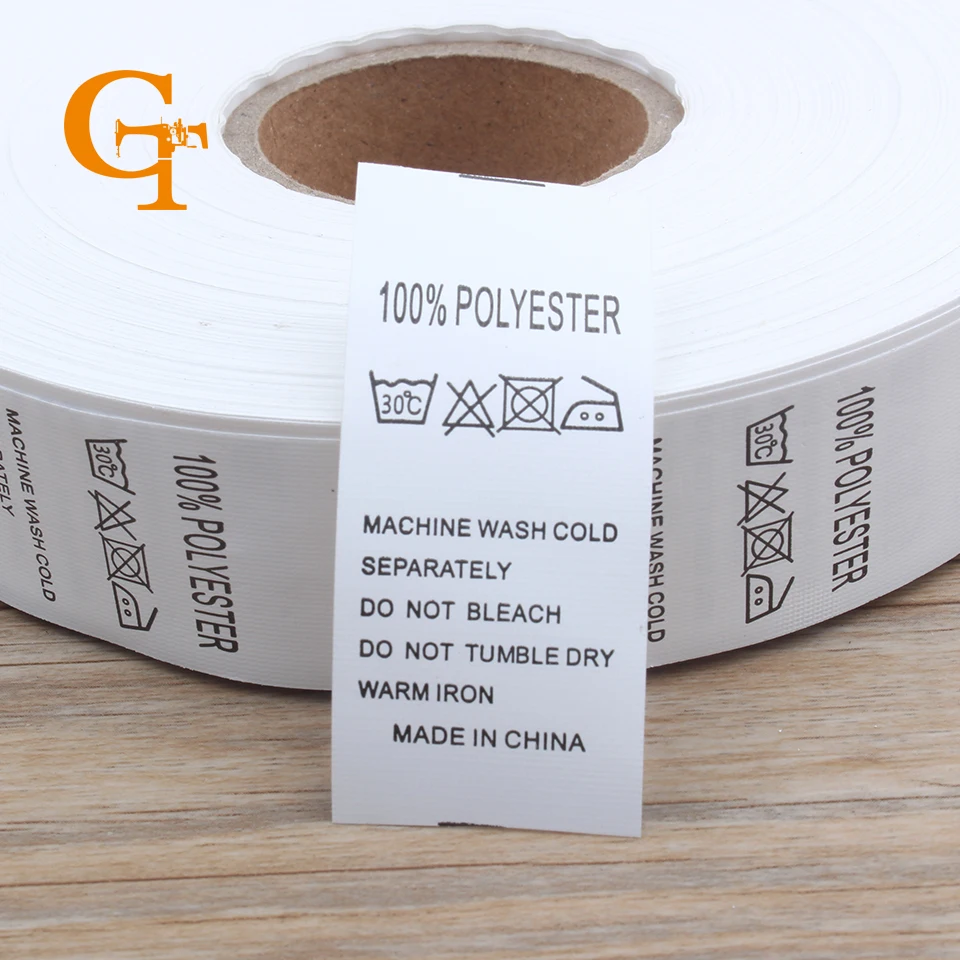 GT
100% POLYESTER
30°C
MACHINE WASH COLD
SEPARATELY
DO NOT BLEACH
DO NOT TUMBLE DRY
WARM IRON
MADE IN CHINA
MACHINE WASH COLD
30°C
100% POLYESTER
MACHINE WASH COLD
30°C
100% POLYESTER